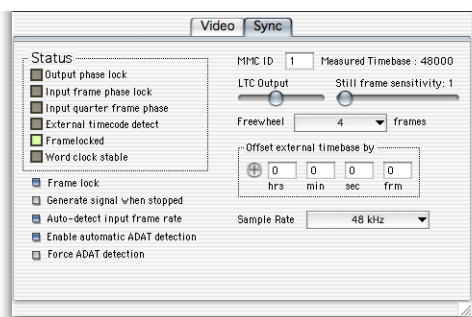 Video Sync
Status
Output phase lock
Input frame phase lock
Input quarter frame phase
External timecode detect
Framelocked
Word clock stable
Frame lock
Generate signal when stopped
Auto-detect input frame rate
Enable automatic ADAT detection
Force ADAT detection
MMC ID 1 Measured Timebase : 48000
LTC Output Still frame sensitivity: 1
Freewheel 4 frames
Offset external timebase by
0 0 0 0
hrs min sec frm
Sample Rate 48 kHz